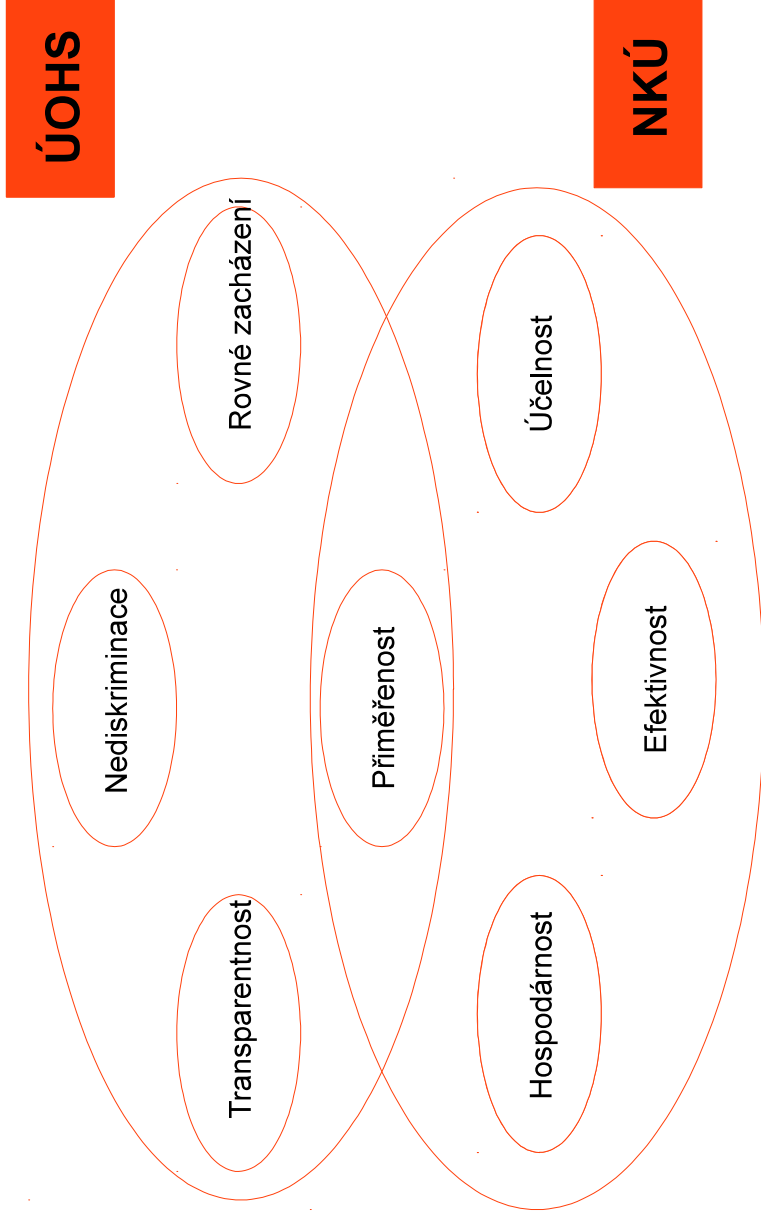 ÚOHS
Nediskriminace
Transparentnost
Rovné zacházení
Přiměřenost
Hospodárnost
Účelnost
Efektivnost
NKÚ